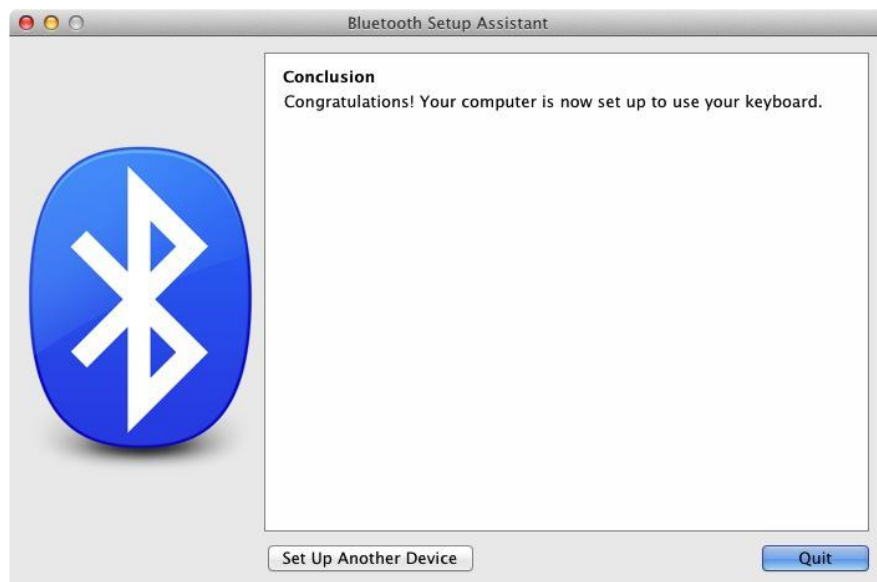 Bluetooth Setup Assistant
Conclusion
Congratulations! Your computer is now set up to use your keyboard.
Set Up Another Device
Quit